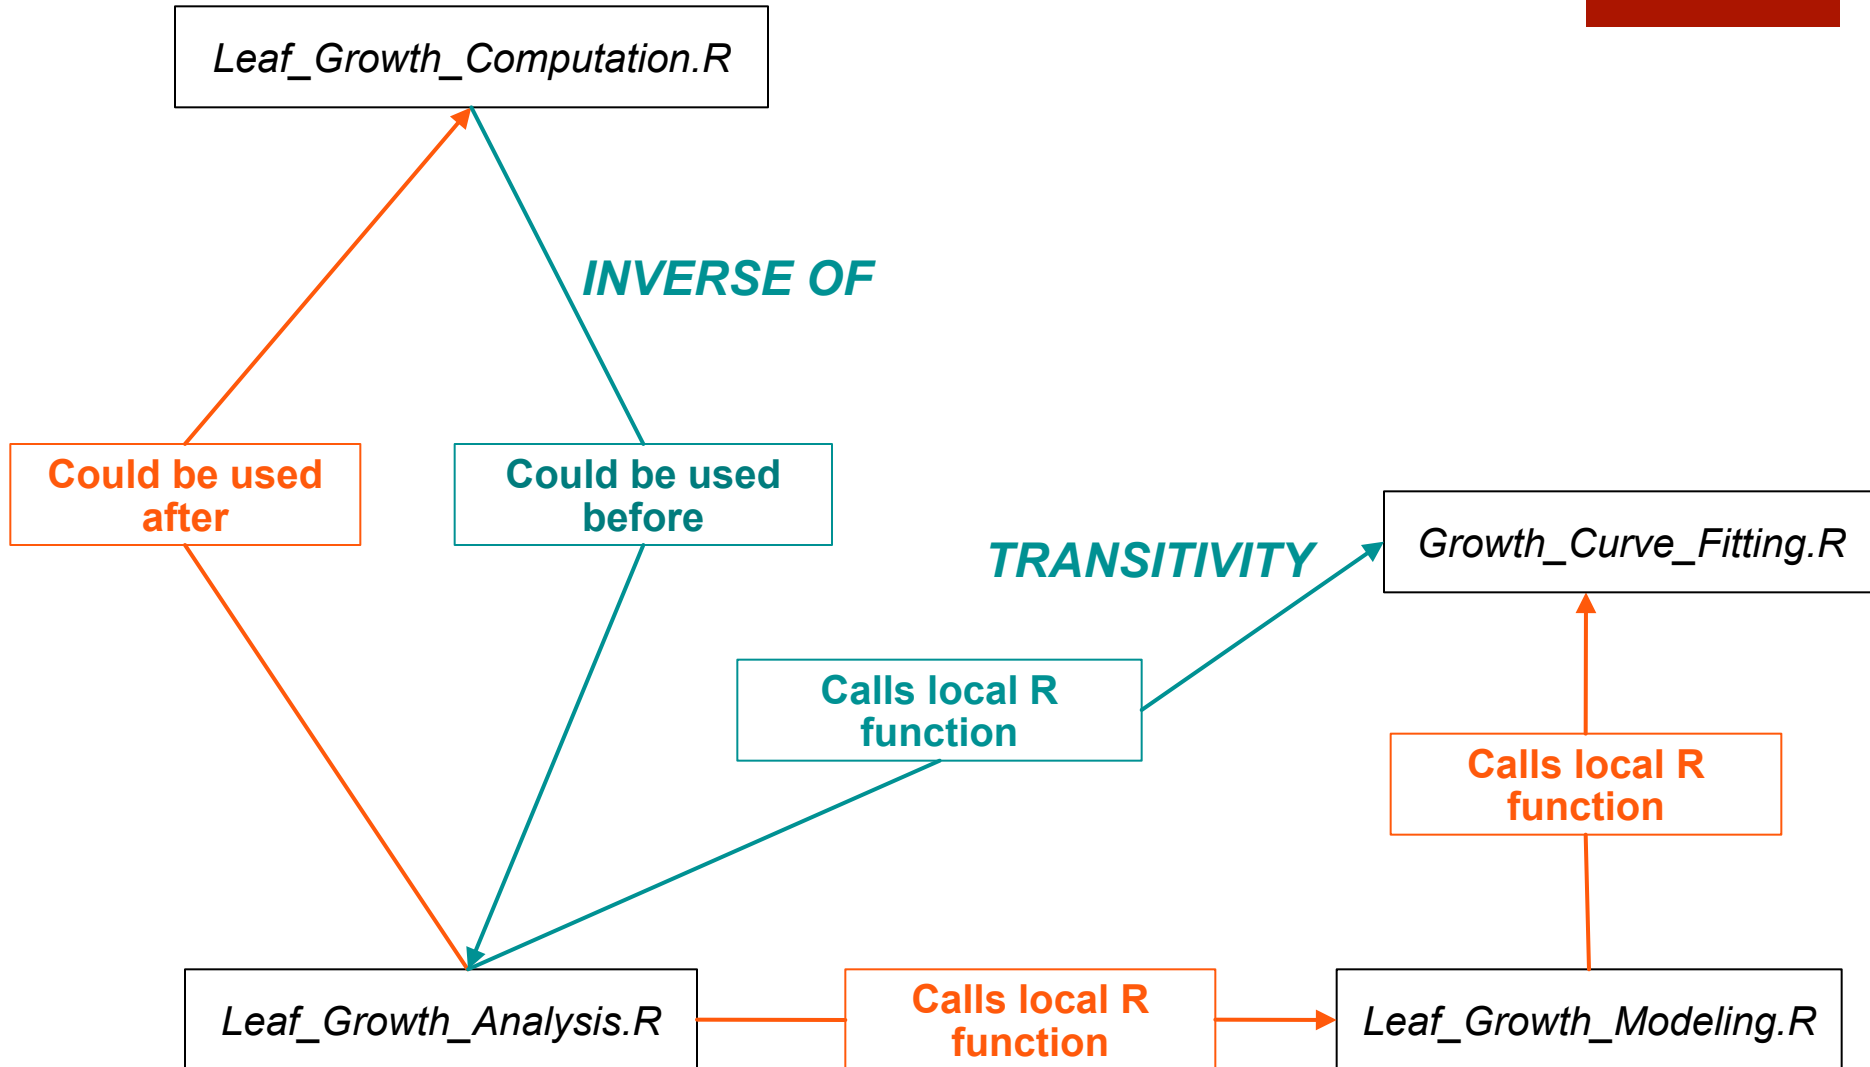 Leaf_Growth_Computation.R
INVERSE OF
Could be used
after
Could be used
before
TRANSITIVITY
Growth_Curve_Fitting.R
Calls local R
function
Calls local R
function
Leaf_Growth_Analysis.R
Calls local R
function
Leaf_Growth_Modeling.R